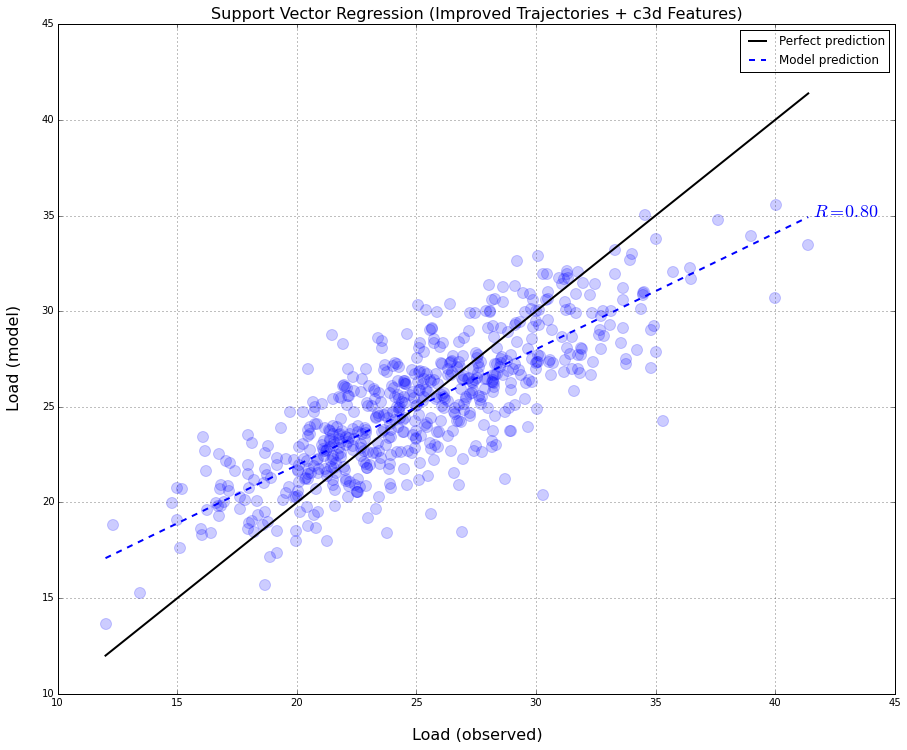 Support Vector Regression (Improved Trajectories + c3d Features)
45
40
35
30
25
20
15
10
Load (model)
Perfect prediction
Model prediction
R=0.80
10 15 20 25 30 35 40 45
Load (observed)